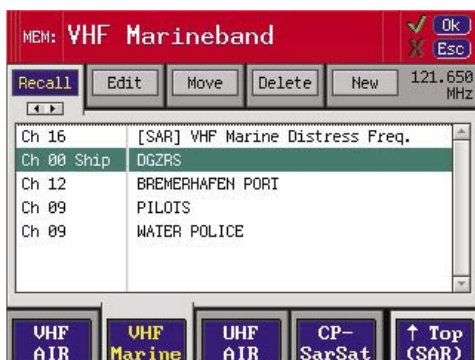 MEM: VHF Marineband
Ok
Esc
Recall Edit Move Delete New 121.650 MHz
Ch 16 [SAR] VHF Marine Distress Freq.
Ch 00 Ship DGZRS
Ch 12 BREMERHAFEN PORT
Ch 09 PILOTS
Ch 09 WATER POLICE
VHF AIR
VHF Marine
UHF AIR
CP-SarSat
↑ Top (SAR)